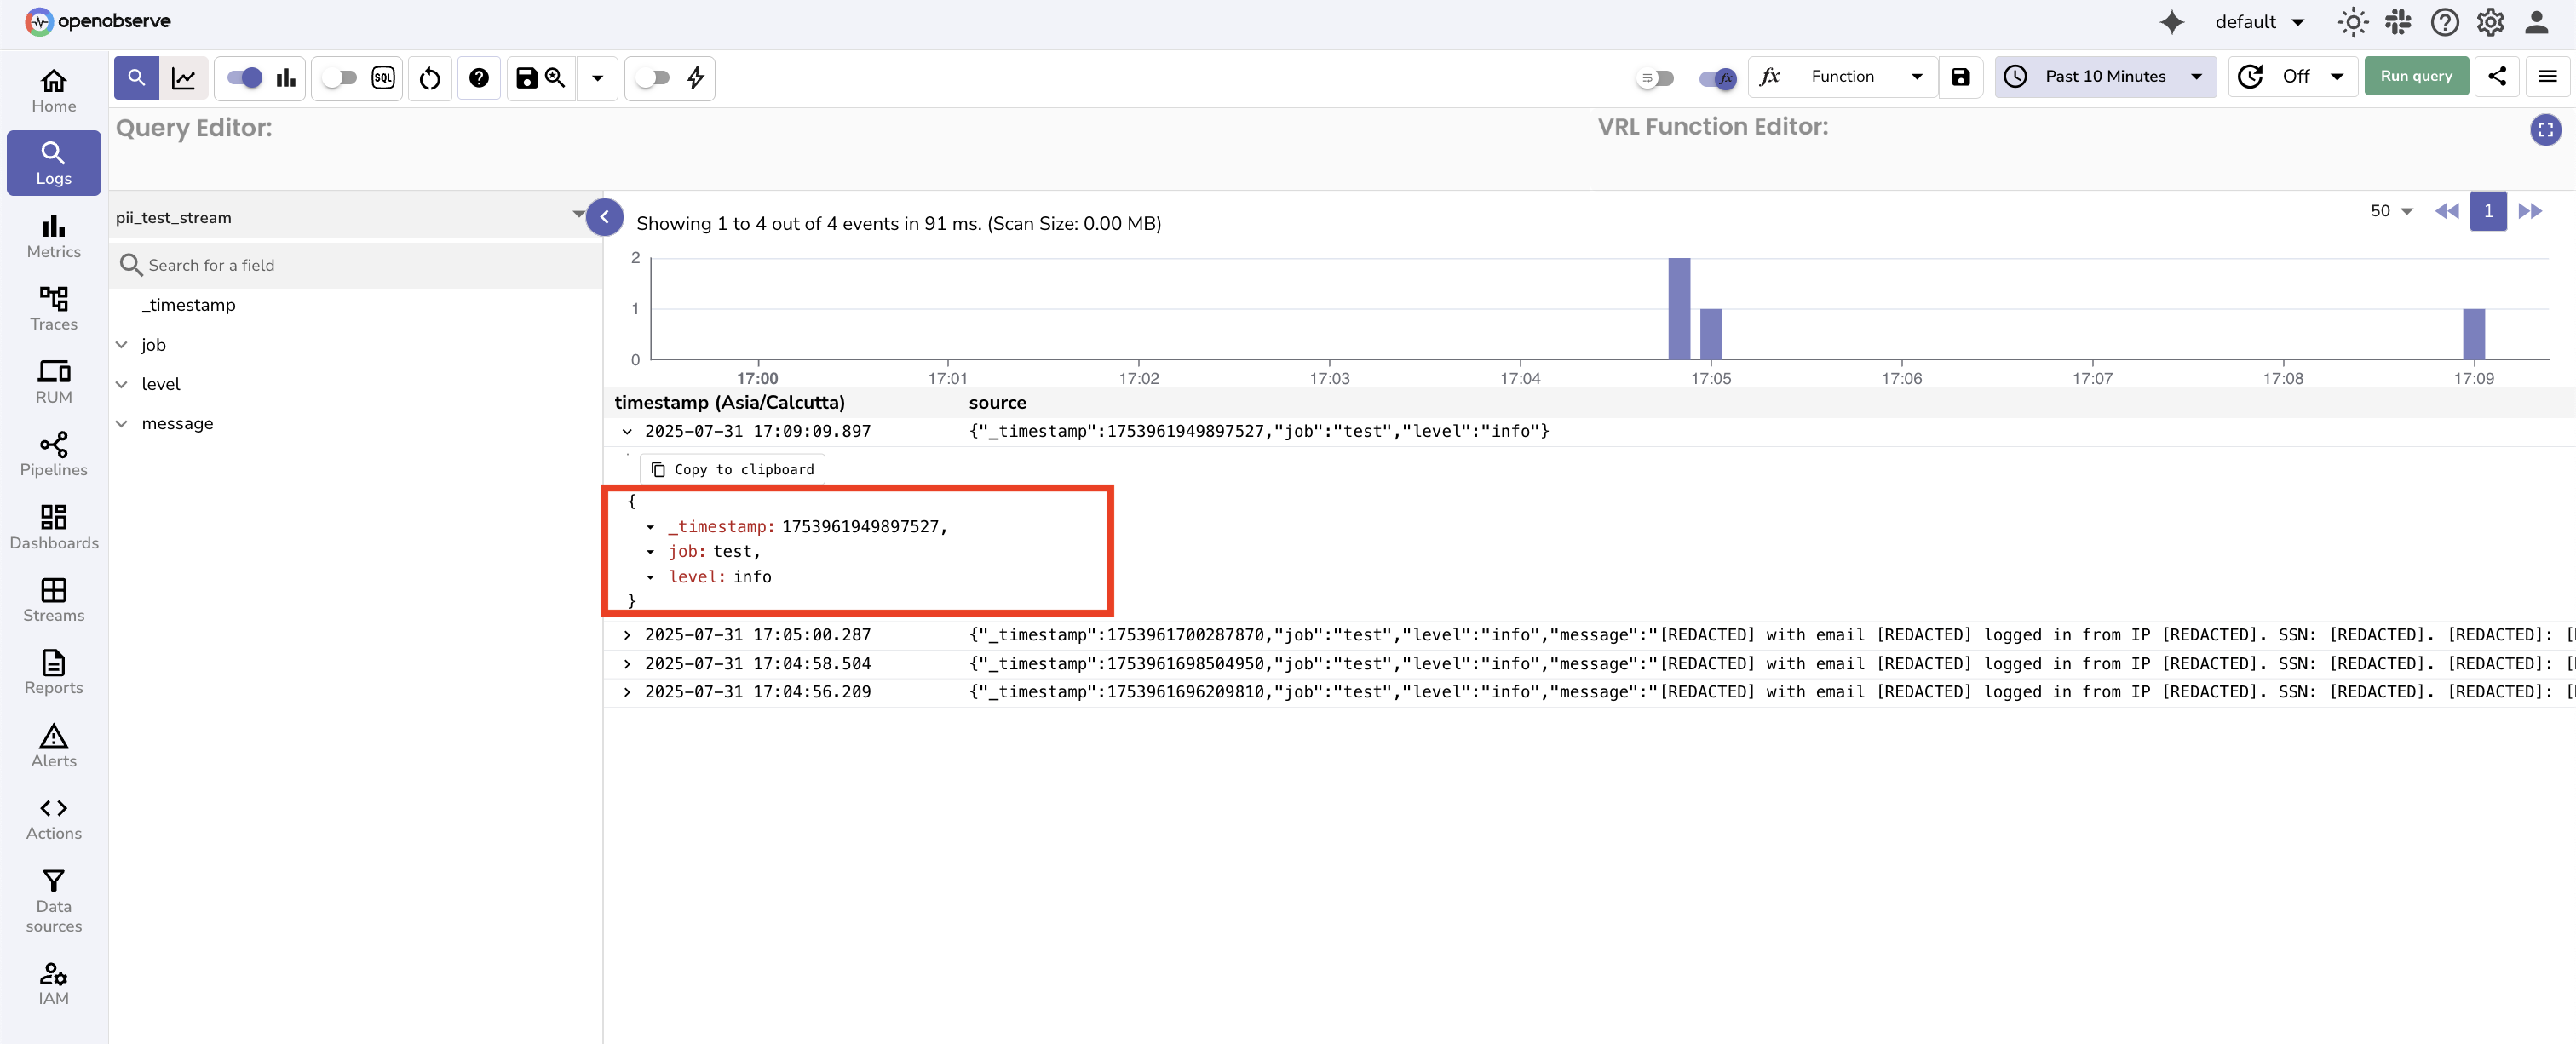 openobserve
default
Home
Logs
Metrics
Traces
RUM
Pipelines
Dashboards
Streams
Reports
Alerts
Actions
Data
sources
IAM
SQL
fx
fx Function
Past 10 Minutes
Off
Run query
Query Editor:
VRL Function Editor:
pii_test_stream
Search for a field
_timestamp
job
level
message
Showing 1 to 4 out of 4 events in 91 ms. (Scan Size: 0.00 MB)
50
1
2
1
0
17:00 17:01 17:02 17:03 17:04 17:05 17:06 17:07 17:08 17:09
timestamp (Asia/Calcutta) source
2025-07-31 17:09:09.897 {"_timestamp":1753961949897527,"job":"test","level":"info"}
Copy to clipboard
{
_timestamp: 1753961949897527,
job: test,
level: info
}
2025-07-31 17:05:00.287 {"_timestamp":1753961700287870,"job":"test","level":"info","message":"[REDACTED] with email [REDACTED] logged in from IP [REDACTED]. SSN: [REDACTED]. [REDACTED]: [
2025-07-31 17:04:58.504 {"_timestamp":1753961698504950,"job":"test","level":"info","message":"[REDACTED] with email [REDACTED] logged in from IP [REDACTED]. SSN: [REDACTED]. [REDACTED]: [
2025-07-31 17:04:56.209 {"_timestamp":1753961696209810,"job":"test","level":"info","message":"[REDACTED] with email [REDACTED] logged in from IP [REDACTED]. SSN: [REDACTED]. [REDACTED]: [